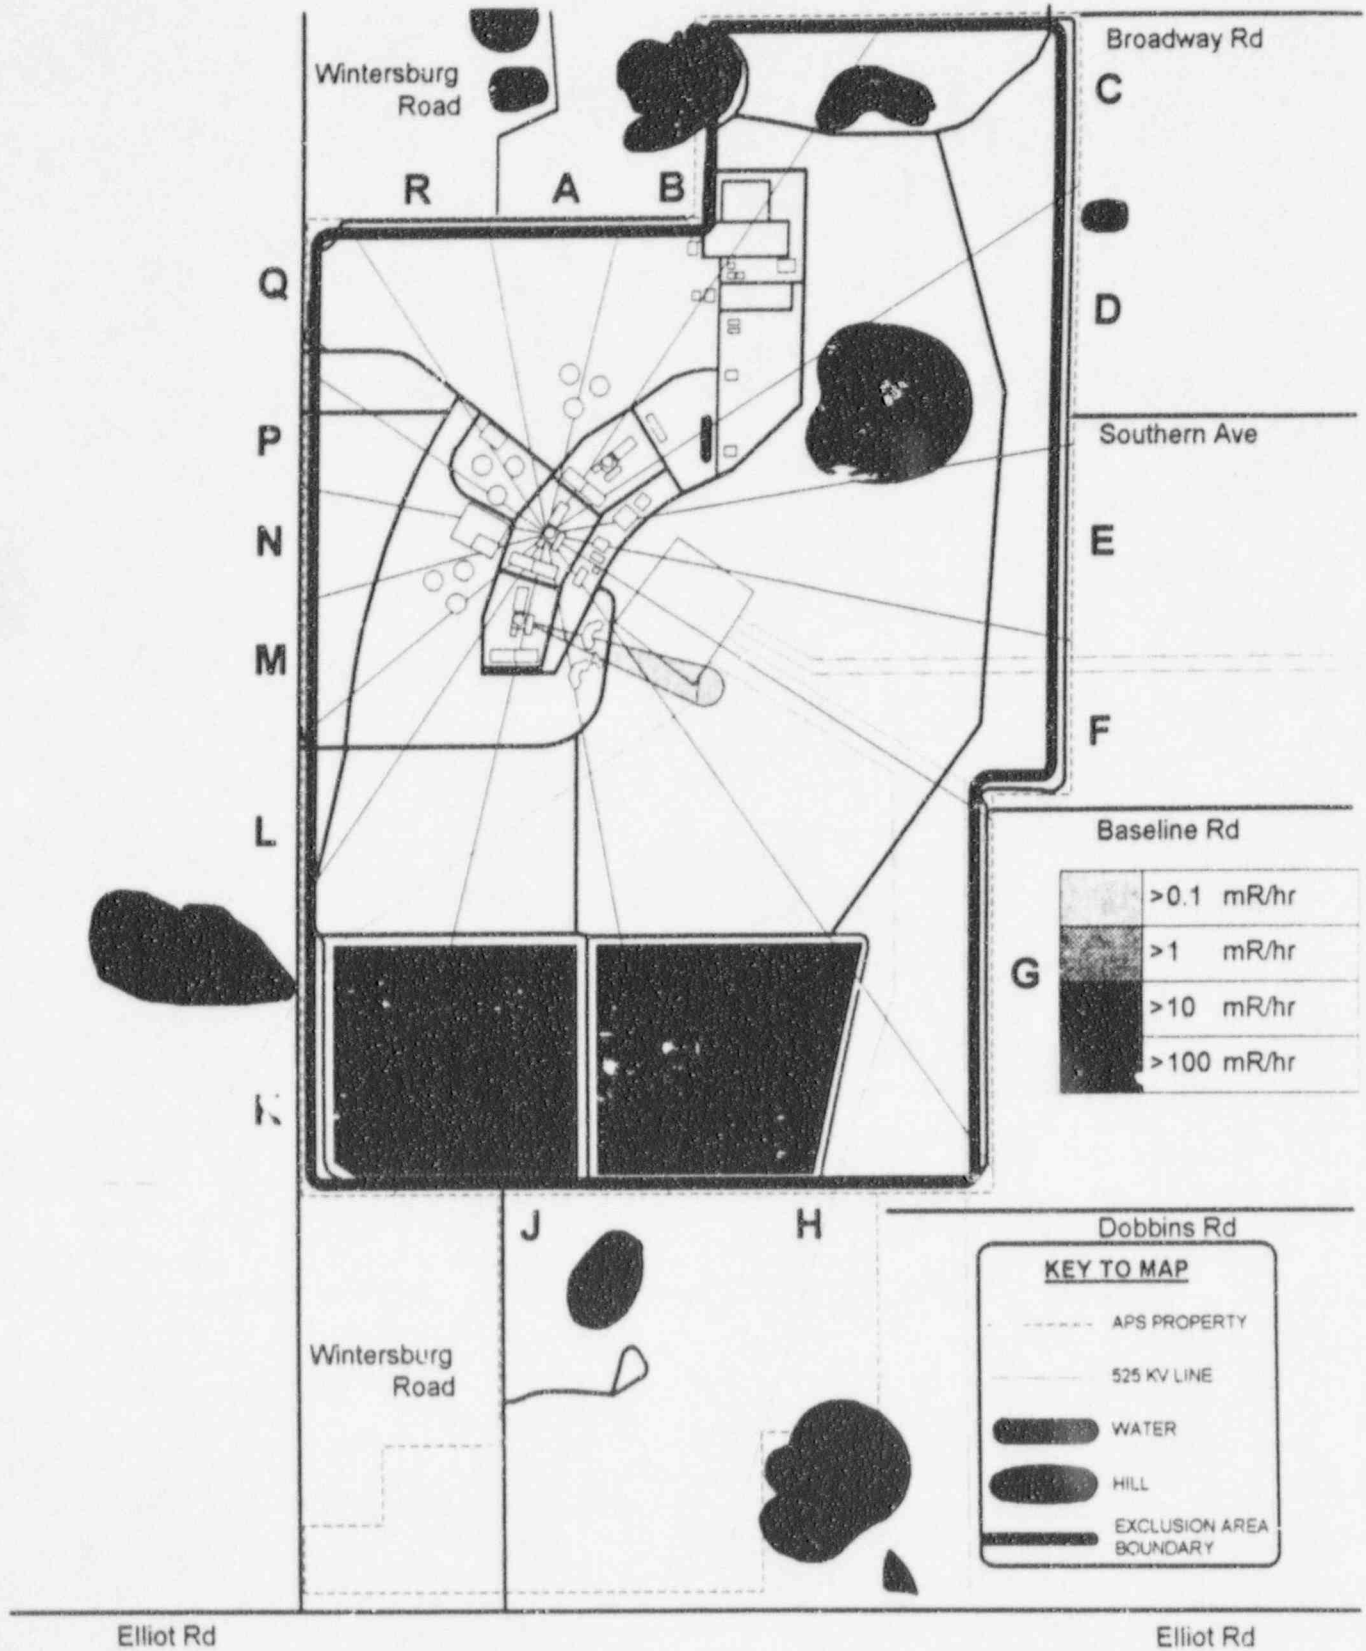 Broadway Rd
Wintersburg
Road
C
R
A
B
Q
D
P
Southern Ave
N
E
M
F
L
Baseline Rd
>0.1 mR/hr
>1 mR/hr
G
>10 mR/hr
>100 mR/hr
J
H
Dobbins Rd
KEY TO MAP
APS PROPERTY
525 KV LINE
Wintersburg
Road
WATER
HILL
EXCLUSION AREA
BOUNDARY
Elliot Rd
Elliot Rd